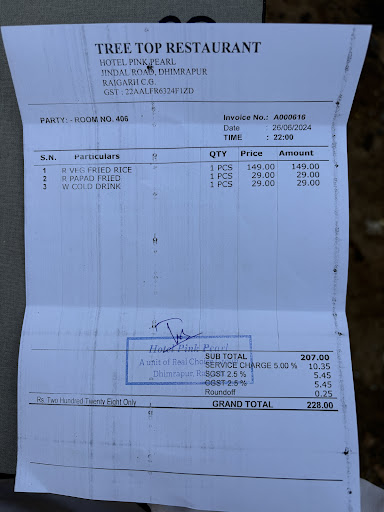 TREE TOP RESTAURANT
HOTEL PINK PEARL
JINDAL ROAD, DHIMRAPUR
RAIGARH C.G.
GST : 22AALFR6324F1ZD
PARTY: - ROOM NO. 406
Invoice No.: A000616
Date : 26/06/2024
TIME : 22:00
S.N. Particulars QTY Price Amount
1 R VEG FRIED RICE 1 PCS 149.00 149.00
2 R PAPAD FRIED 1 PCS 29.00 29.00
3 W COLD DRINK 1 PCS 29.00 29.00
Hotel Pink Pearl
A unit of Real Choice
Dhimrapur,
SUB TOTAL 207.00
SERVICE CHARGE 5.00 % 10.35
SGST 2.5 % 5.45
CGST 2.5 % 5.45
Roundoff 0.25
Rs. Two Hundred Twenty Eight Only
GRAND TOTAL 228.00